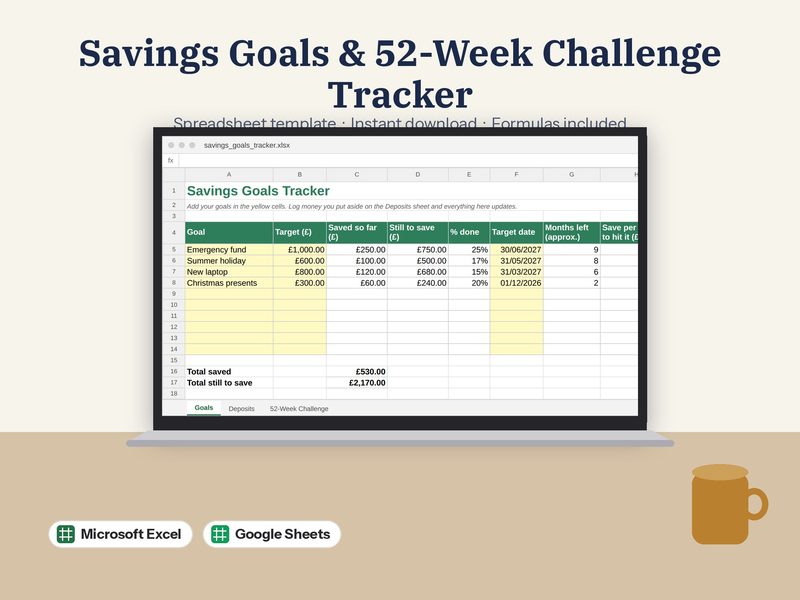 Savings Goals & 52-Week Challenge
Tracker
Spreadsheet template · Instant download · Formulas included
savings_goals_tracker.xlsx
fx
A B C D E F G H
1 Savings Goals Tracker
2 Add your goals in the yellow cells. Log money you put aside on the Deposits sheet and everything here updates.
3
4 Goal Target (£) Saved so far (£) Still to save (£) % done Target date Months left (approx.) Save per to hit it (£
5 Emergency fund £1,000.00 £250.00 £750.00 25% 30/06/2027 9
6 Summer holiday £600.00 £100.00 £500.00 17% 31/05/2027 8
7 New laptop £800.00 £120.00 £680.00 15% 31/03/2027 6
8 Christmas presents £300.00 £60.00 £240.00 20% 01/12/2026 2
9
10
11
12
13
14
15
16 Total saved £530.00
17 Total still to save £2,170.00
18
Goals Deposits 52-Week Challenge
Microsoft Excel Google Sheets